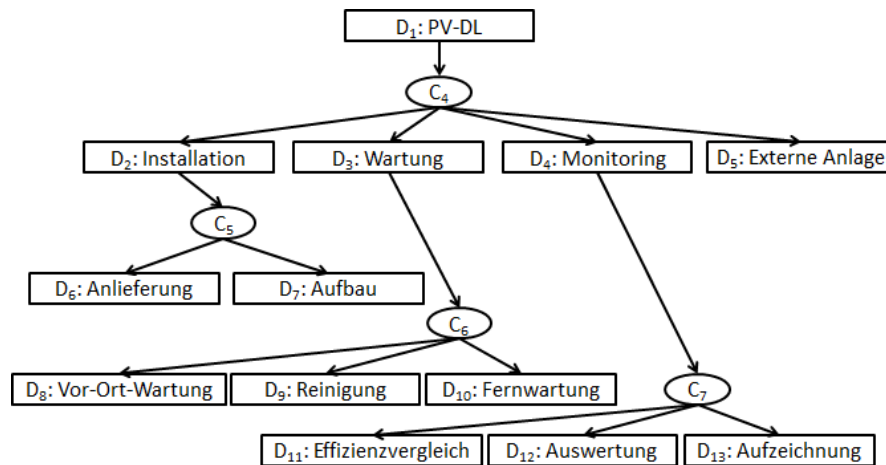 D₁: PV-DL
C₄
D₂: Installation D₃: Wartung D₄: Monitoring D₅: Externe Anlage
C₅
D₆: Anlieferung D₇: Aufbau
C₆
D₈: Vor-Ort-Wartung D₉: Reinigung D₁₀: Fernwartung
C₇
D₁₁: Effizienzvergleich D₁₂: Auswertung D₁₃: Aufzeichnung